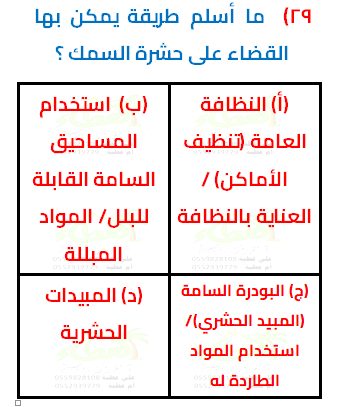 ٢٩) ما أسلم طريقة يمكن بها
القضاء على حشرة السمك ؟
(أ) النظافة
العامة (تنظيف
الأماكن) /
العناية بالنظافة
(ب) استخدام
المساحيق
السامة القابلة
للبلل/ المواد
المبللة
(ج) البودرة السامة
(المبيد الحشري)/
استخدام المواد
الطاردة له
(د) المبيدات
الحشرية